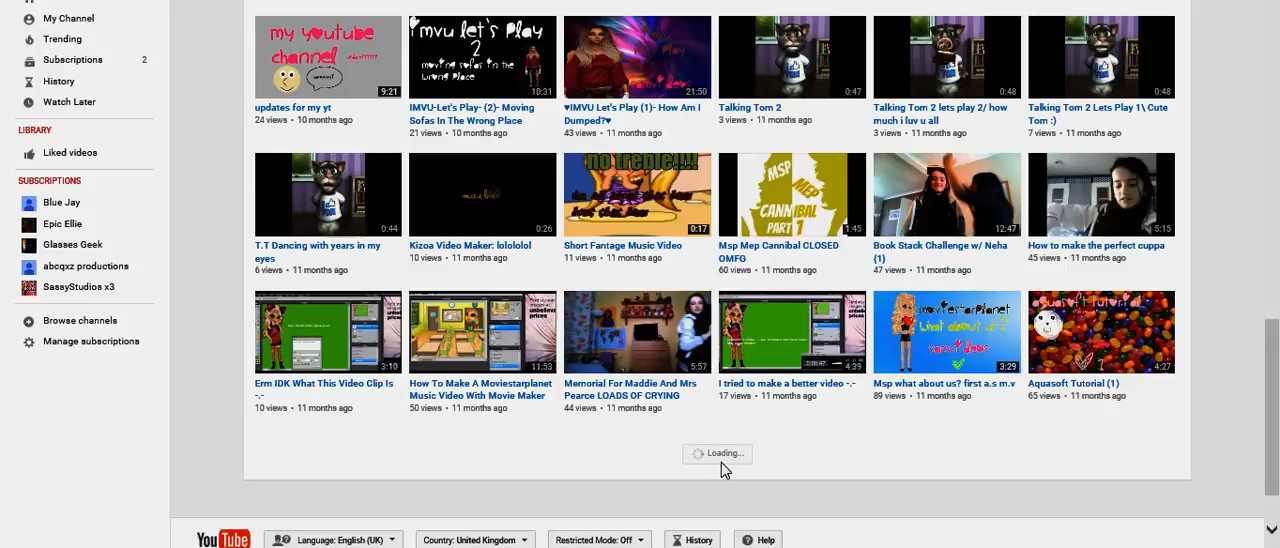 My Channel
Trending
Subscriptions 2
History
Watch Later
LIBRARY
Liked videos
SUBSCRIPTIONS
Blue Jay
Epic Ellie
Glasses Geek
abcqxz productions
SassyStudios x3
Browse channels
Manage subscriptions
my youtube
channel
9:21
updates for my yt
24 views • 10 months ago
imvu let's Play
2
moving sofas in the
wrong place
10:31
IMVU-Let's Play- (2)- Moving
Sofas In The Wrong Place
21 views • 10 months ago
21:50
♥IMVU Let's Play (1)- How Am I
Dumped?♥
43 views • 11 months ago
0:47
Talking Tom 2
3 views • 11 months ago
0:48
Talking Tom 2 lets play 2/ how
much i luv u all
3 views • 11 months ago
0:48
Talking Tom 2 Lets Play 1\ Cute
Tom :)
7 views • 11 months ago
0:44
T.T Dancing with years in my
eyes
6 views • 11 months ago
0:26
Kizoa Video Maker: lolololol
10 views • 11 months ago
no treble!!!!
0:17
Short Fantage Music Video
11 views • 11 months ago
MSP
MEP
CANNIBAL
PART 1
1:45
Msp Mep Cannibal CLOSED
OMFG
60 views • 11 months ago
12:47
Book Stack Challenge w/ Neha
{1}
47 views • 11 months ago
5:15
How to make the perfect cuppa
45 views • 11 months ago
3:10
Erm IDK What This Video Clip Is
-.-
10 views • 11 months ago
11:53
How To Make A Moviestarplanet
Music Video With Movie Maker
50 views • 11 months ago
5:57
Memorial For Maddie And Mrs
Pearce LOADS OF CRYING
44 views • 11 months ago
4:39
I tried to make a better video -.-
17 views • 11 months ago
moviestarplanet
What about us?
3:29
Msp what about us? first a.s m.v
89 views • 11 months ago
aquasoft tutorial
4:27
Aquasoft Tutorial (1)
65 views • 11 months ago
Loading...
YouTube
Language: English (UK)
Country: United Kingdom
Restricted Mode: Off
History
Help